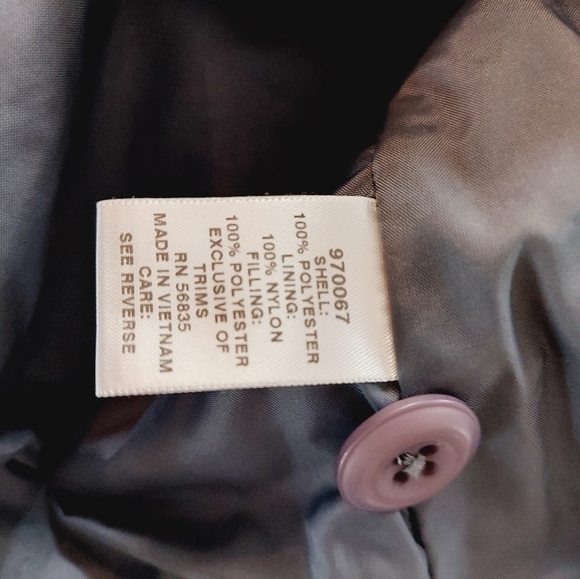 970067
SHELL:
100% POLYESTER
LINING:
100% NYLON
FILLING:
100% POLYESTER
EXCLUSIVE OF
TRIMS
RN 56835
MADE IN VIETNAM
CARE:
SEE REVERSE